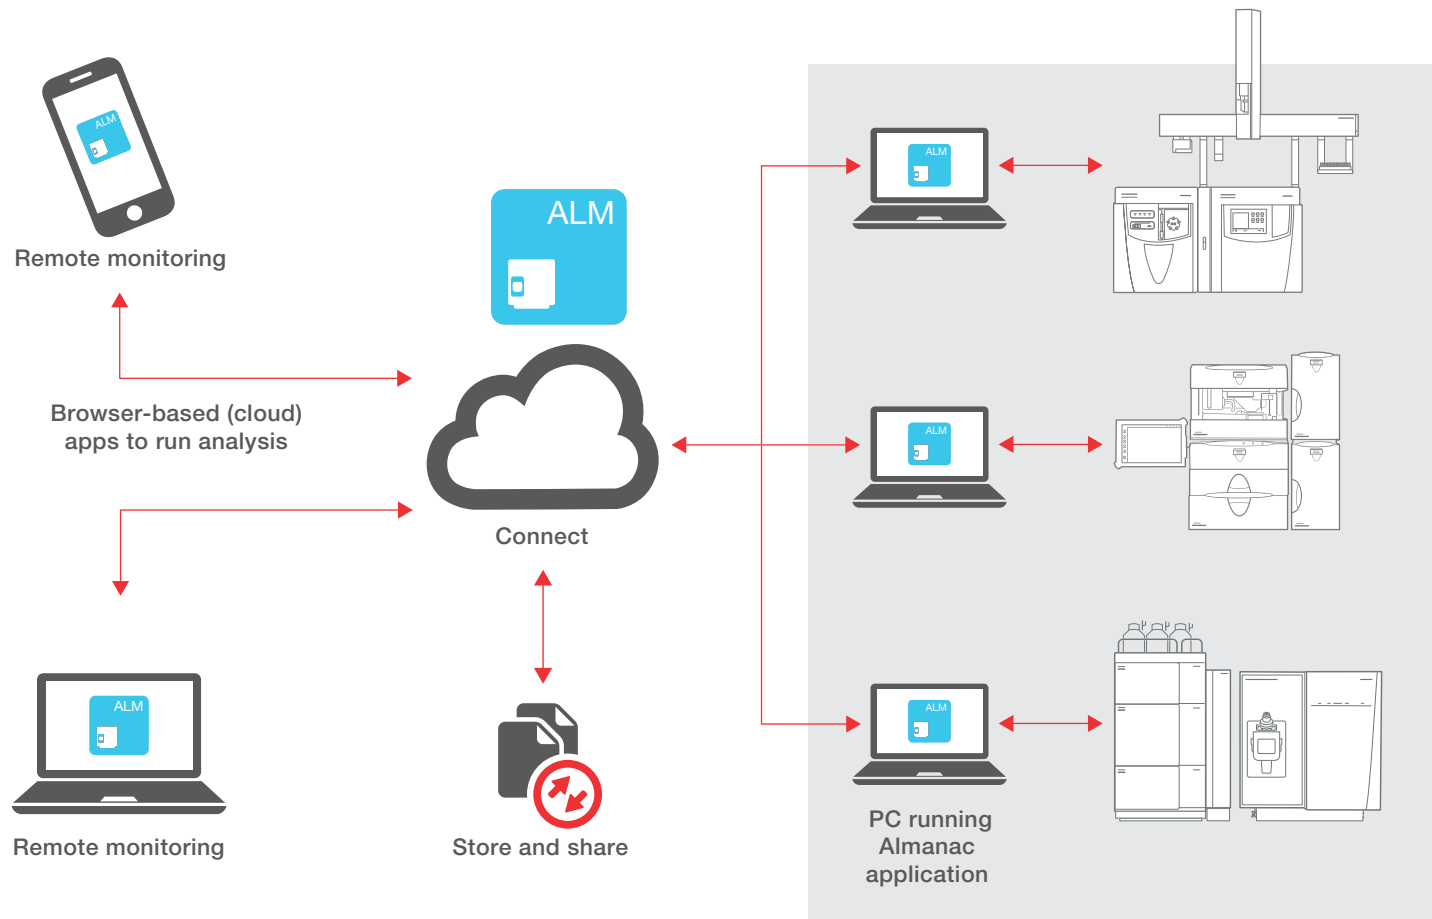 ALM
Remote monitoring
ALM
Browser-based (cloud)
apps to run analysis
Connect
ALM
Remote monitoring
Store and share
ALM
ALM
ALM
PC running
Almanac
application